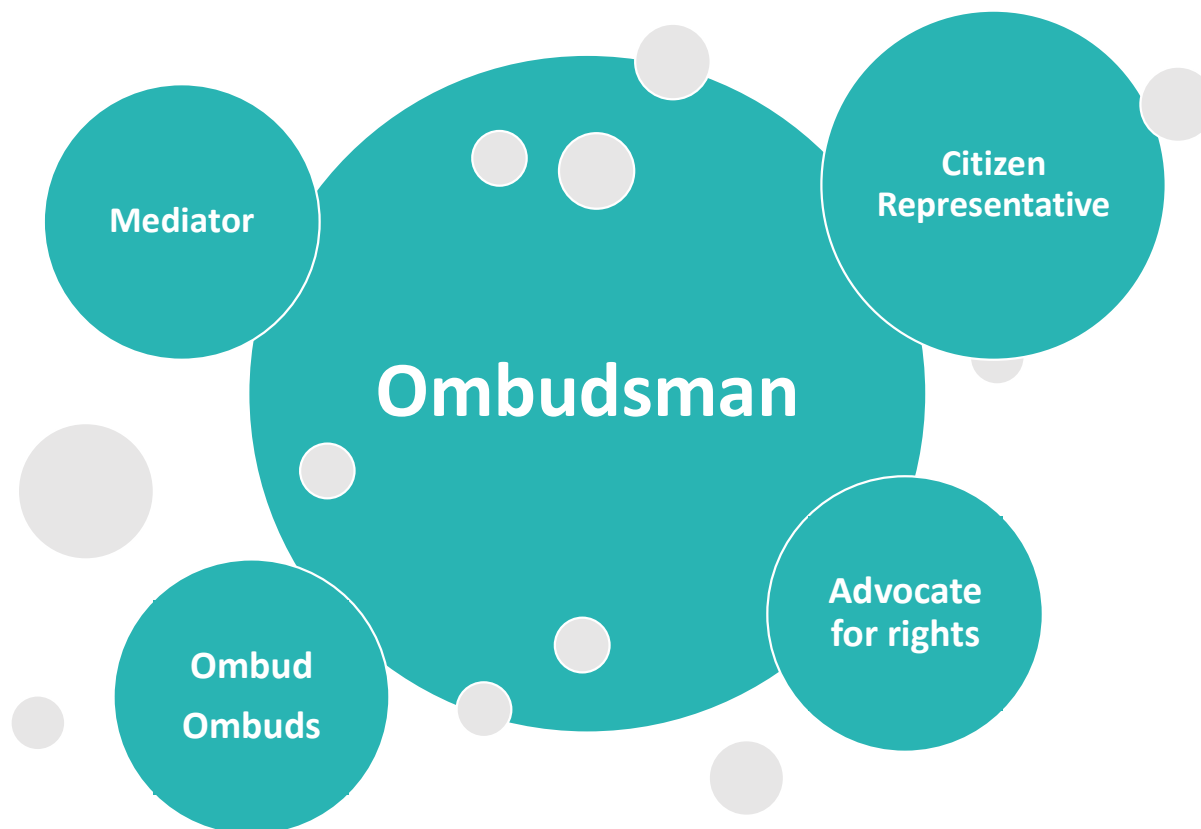 Citizen
Representative
Mediator
Ombudsman
Advocate
for rights
Ombud
Ombuds